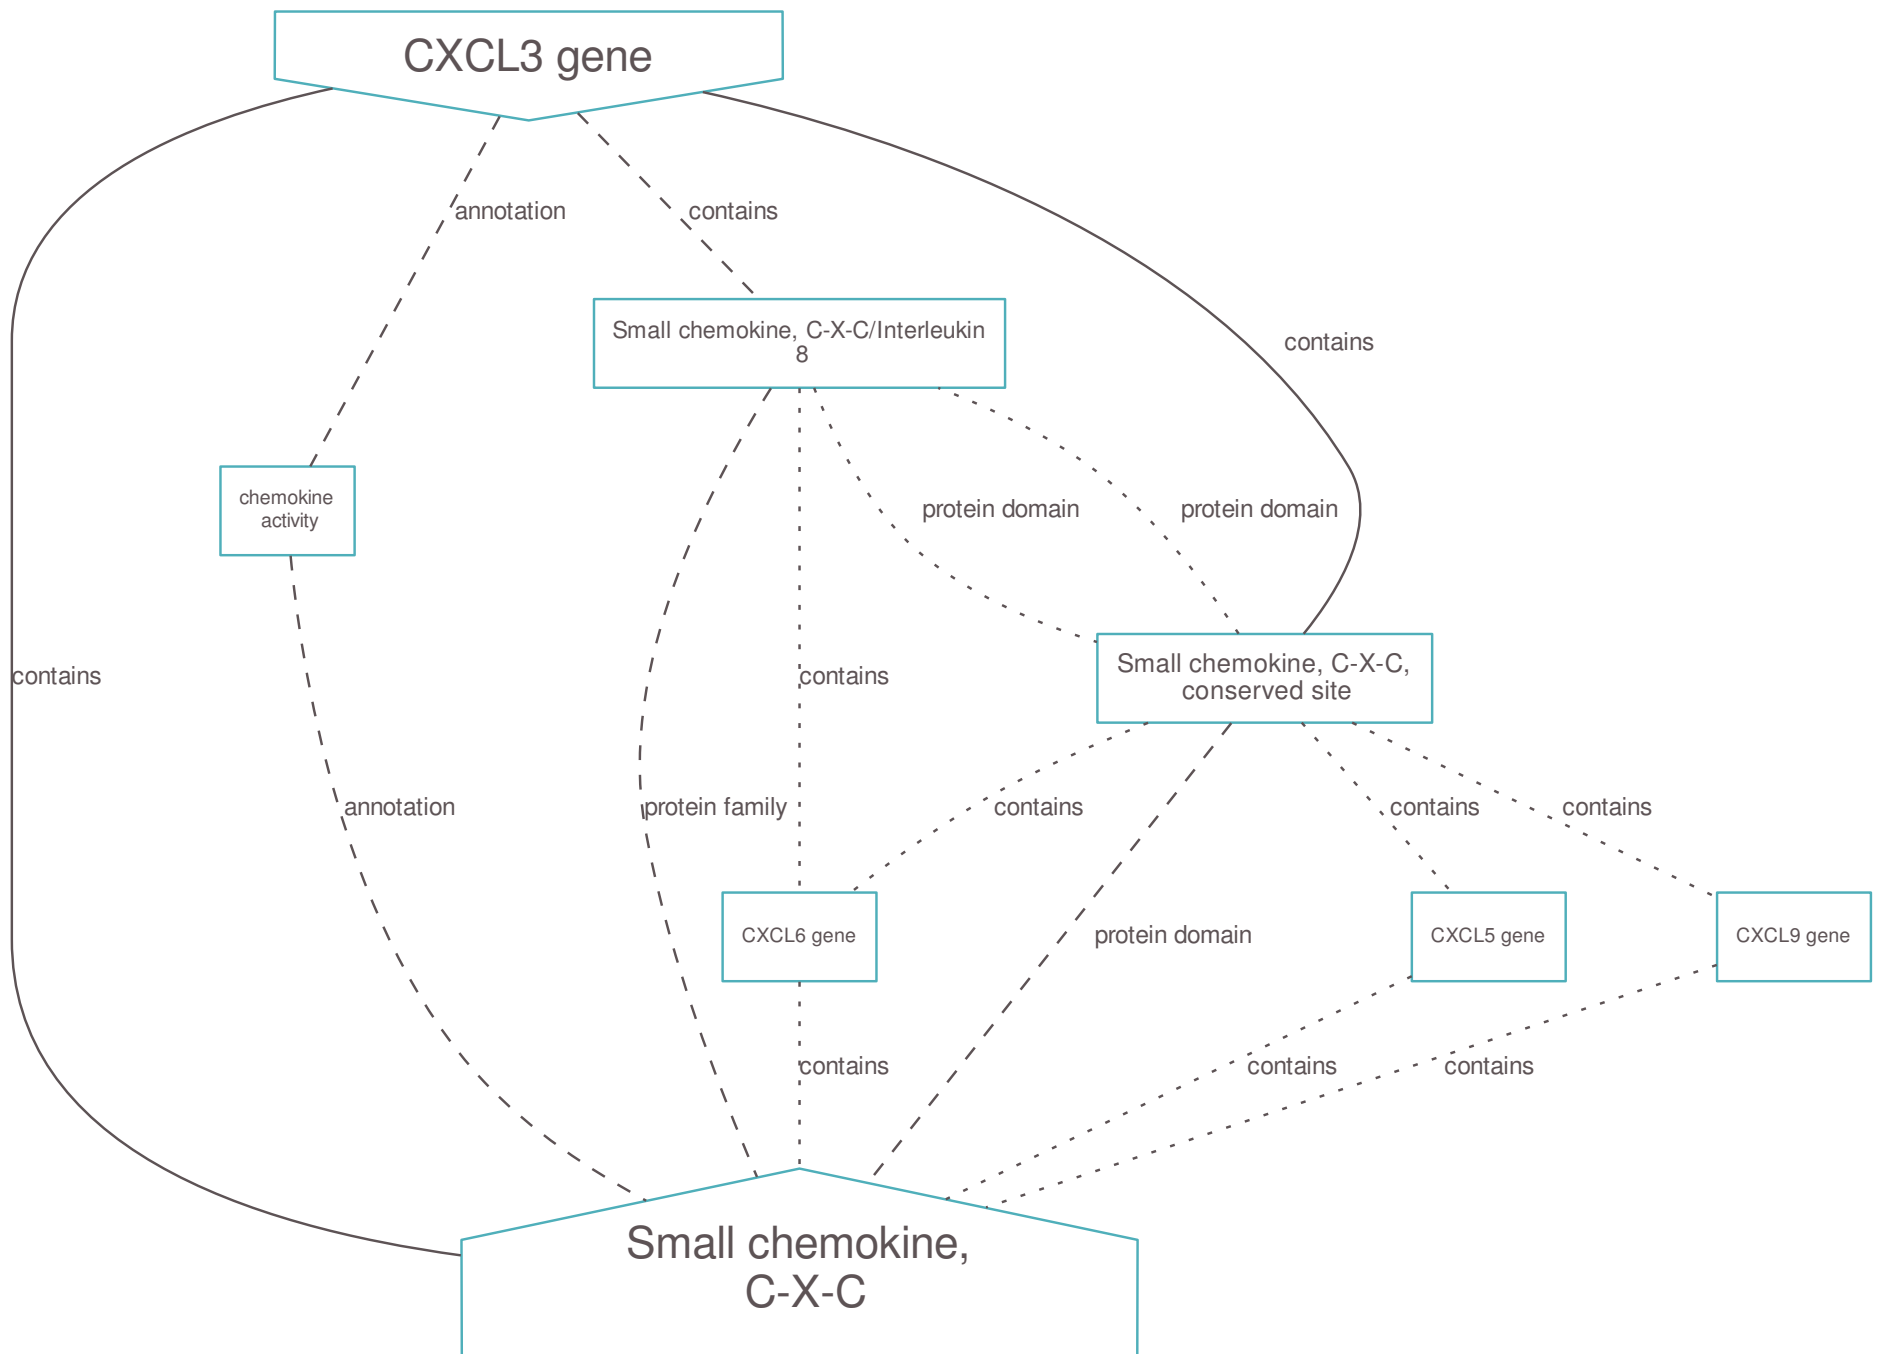 CXCL3 gene
annotation
contains
Small chemokine, C-X-C/Interleukin
8
contains
chemokine
activity
protein domain
protein domain
Small chemokine, C-X-C,
conserved site
contains
contains
annotation
protein family
contains
contains
contains
CXCL6 gene
protein domain
CXCL5 gene
CXCL9 gene
contains
contains
contains
Small chemokine,
C-X-C